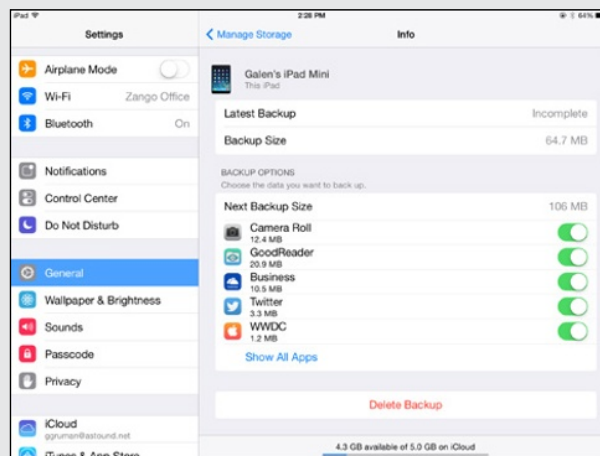 iPad
2:28 PM
64%
Settings
Manage Storage
Info
Airplane Mode
Wi-Fi
Zango Office
Bluetooth
On
Notifications
Control Center
Do Not Disturb
General
Wallpaper & Brightness
Sounds
Passcode
Privacy
iCloud
ggruman@astound.net
iTunes & App Store
Galen's iPad Mini
This iPad
Latest Backup
Incomplete
Backup Size
64.7 MB
BACKUP OPTIONS
Choose the data you want to back up.
Next Backup Size
106 MB
Camera Roll
12.4 MB
GoodReader
20.9 MB
Business
10.5 MB
Twitter
3.3 MB
WWDC
1.2 MB
Show All Apps
Delete Backup
4.3 GB available of 5.0 GB on iCloud